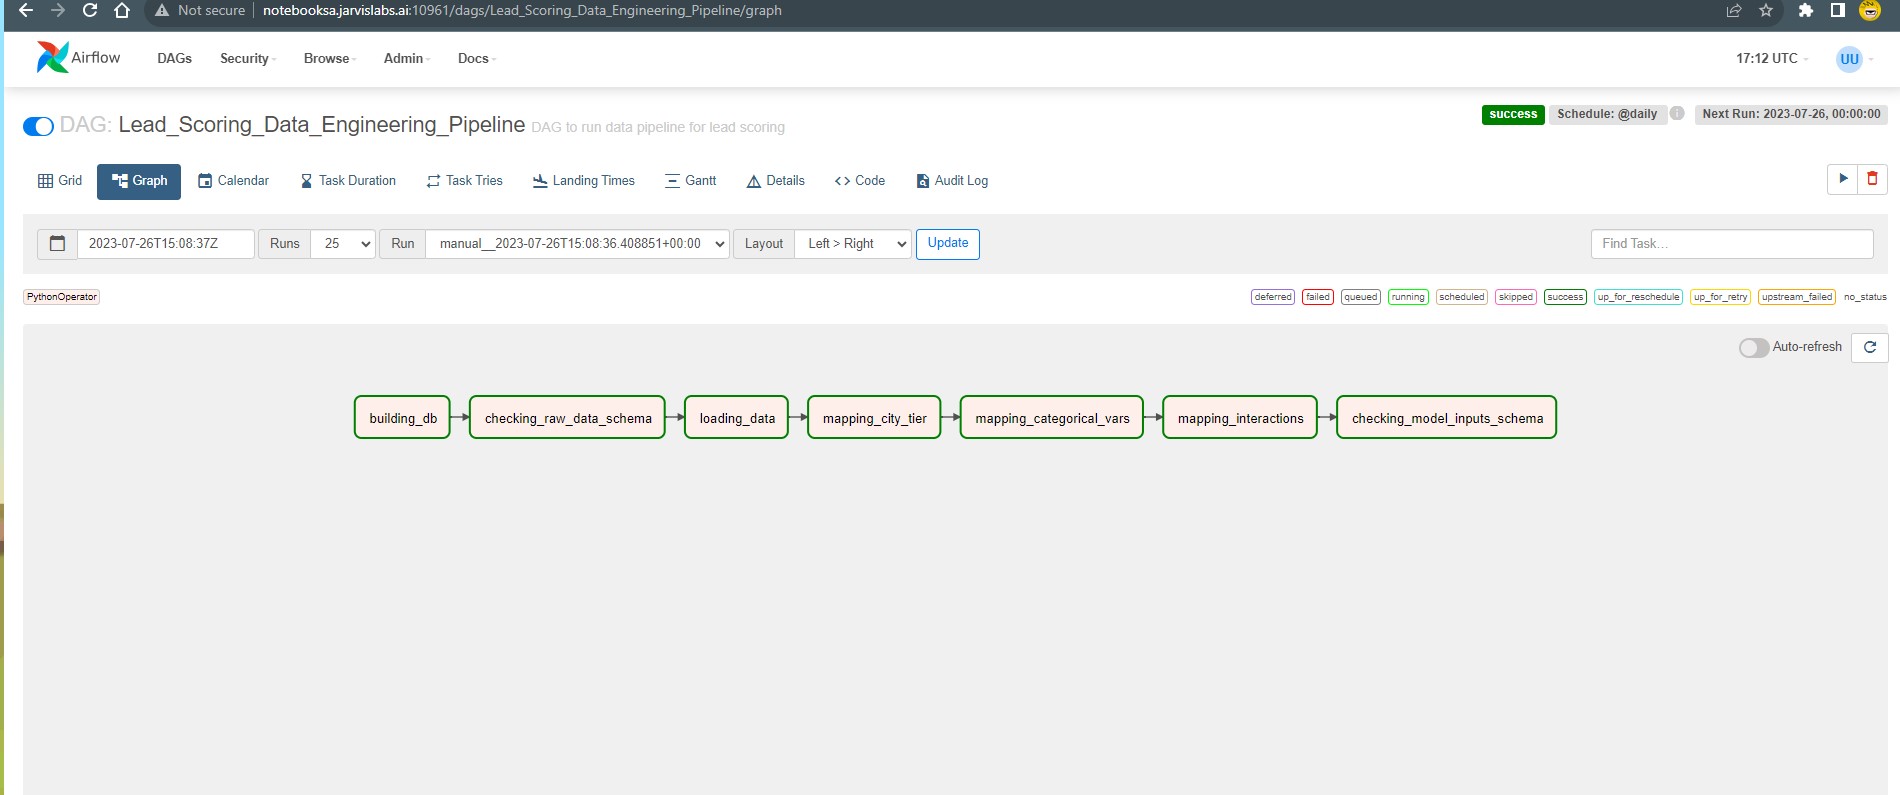 Not secure notebooksa.jarvislabs.ai:10961/dags/Lead_Scoring_Data_Engineering_Pipeline/graph
Airflow DAGs Security Browse Admin Docs 17:12 UTC UU
DAG: Lead_Scoring_Data_Engineering_Pipeline DAG to run data pipeline for lead scoring success Schedule: @daily i Next Run: 2023-07-26, 00:00:00
Grid Graph Calendar Task Duration Task Tries Landing Times Gantt Details <> Code Audit Log
2023-07-26T15:08:37Z Runs 25 Run manual__2023-07-26T15:08:36.408851+00:00 Layout Left > Right Update Find Task...
PythonOperator deferred failed queued running scheduled skipped success up_for_reschedule up_for_retry upstream_failed no_status
Auto-refresh
building_db checking_raw_data_schema loading_data mapping_city_tier mapping_categorical_vars mapping_interactions checking_model_inputs_schema